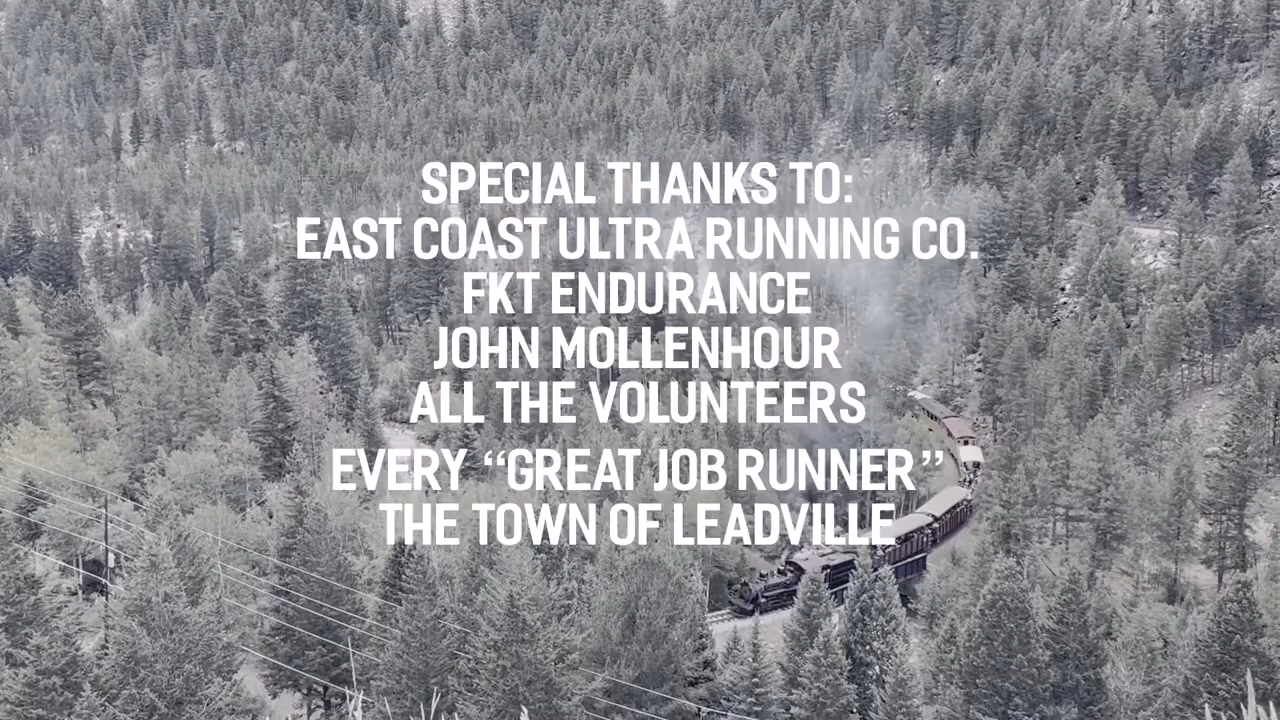 SPECIAL THANKS TO:
EAST COAST ULTRA RUNNING CO.
FKT ENDURANCE
JOHN MOLLENHOUR
ALL THE VOLUNTEERS
EVERY “GREAT JOB RUNNER”
THE TOWN OF LEADVILLE